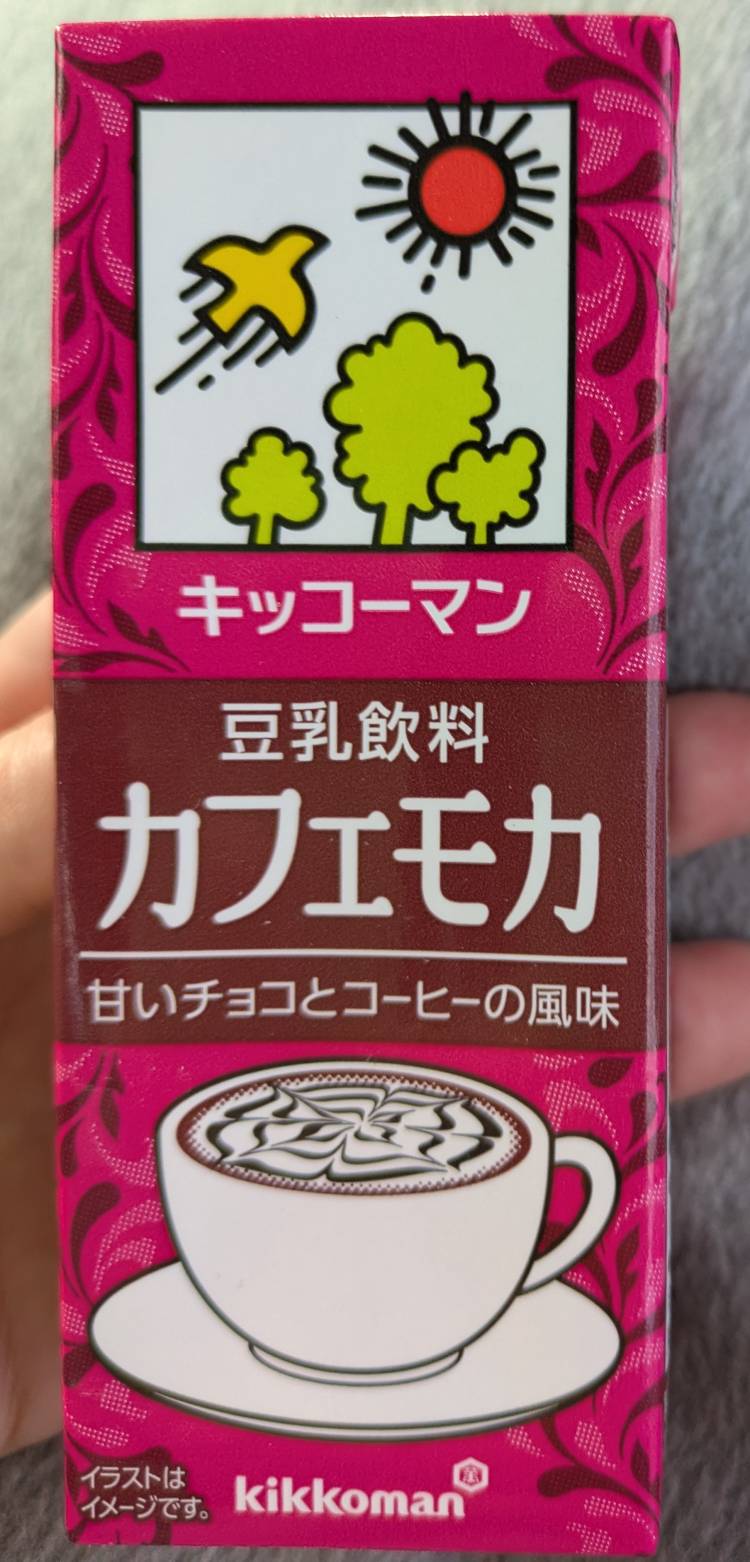 キッコーマン
豆乳飲料
カフェモカ
甘いチョコとコーヒーの風味
イラストは
イメージです。
kikkoman